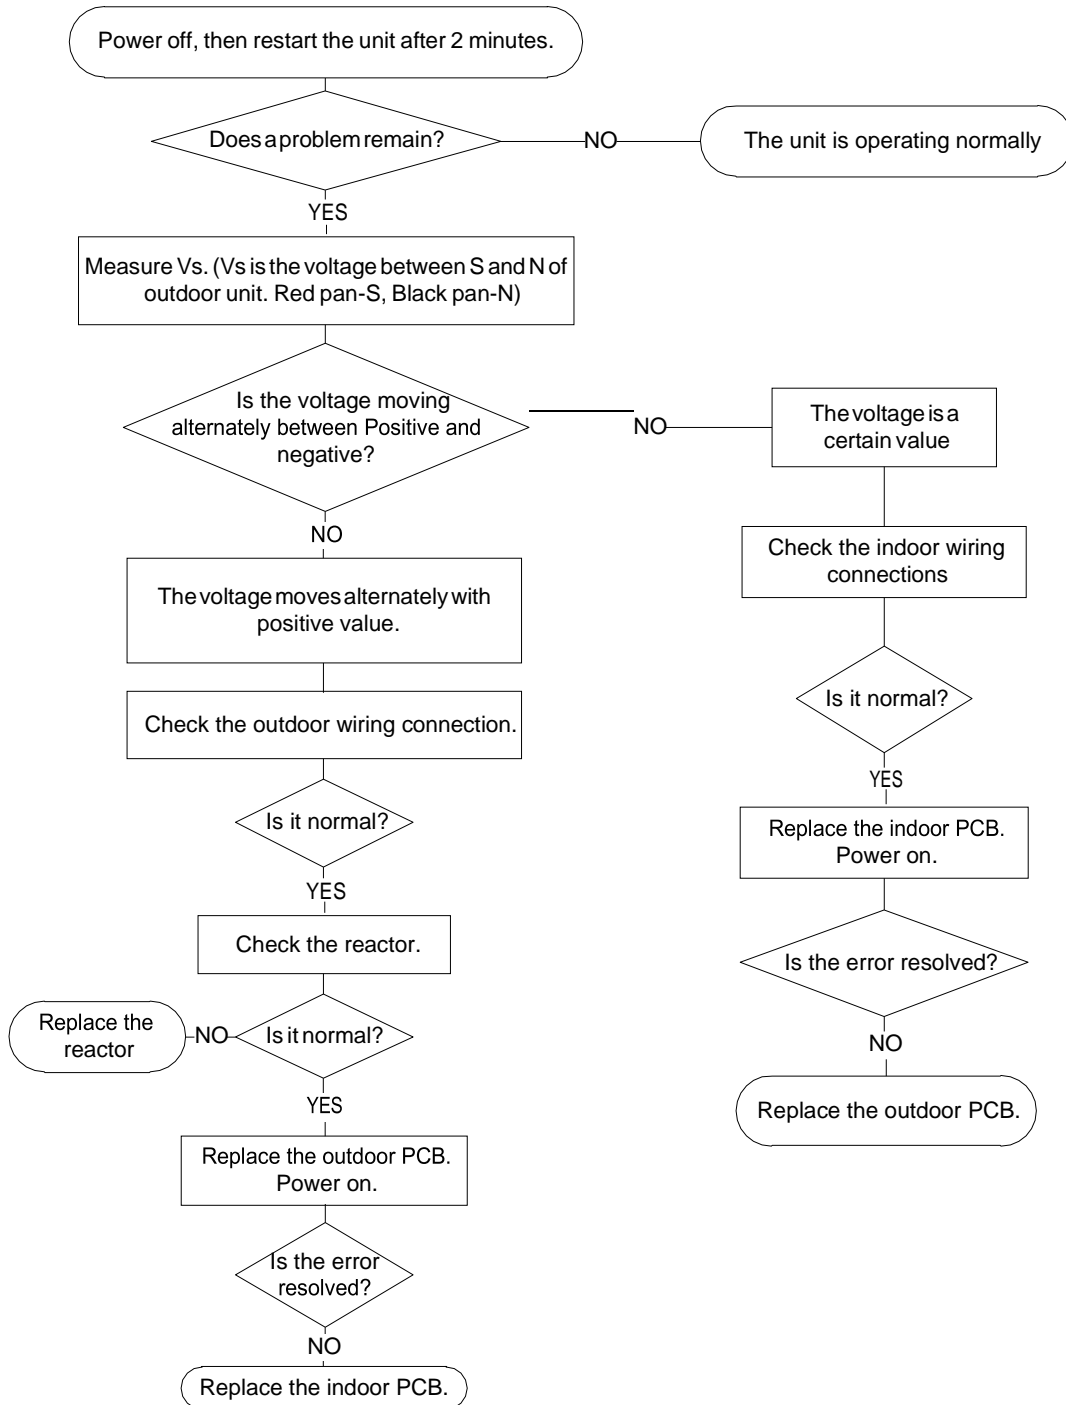 Power off, then restart the unit after 2 minutes.
Does a problem remain?
NO
The unit is operating normally
YES
Measure Vs. (Vs is the voltage between S and N of
outdoor unit. Red pan-S, Black pan-N)
Is the voltage moving
alternately between Positive and
negative?
NO
The voltage is a
certain value
NO
The voltage moves alternately with
positive value.
Check the indoor wiring
connections
Check the outdoor wiring connection.
Is it normal?
YES
Is it normal?
YES
Replace the indoor PCB.
Power on.
Check the reactor.
Is the error resolved?
Replace the
reactor
NO
Is it normal?
NO
YES
Replace the outdoor PCB.
Replace the outdoor PCB.
Power on.
Is the error
resolved?
NO
Replace the indoor PCB.